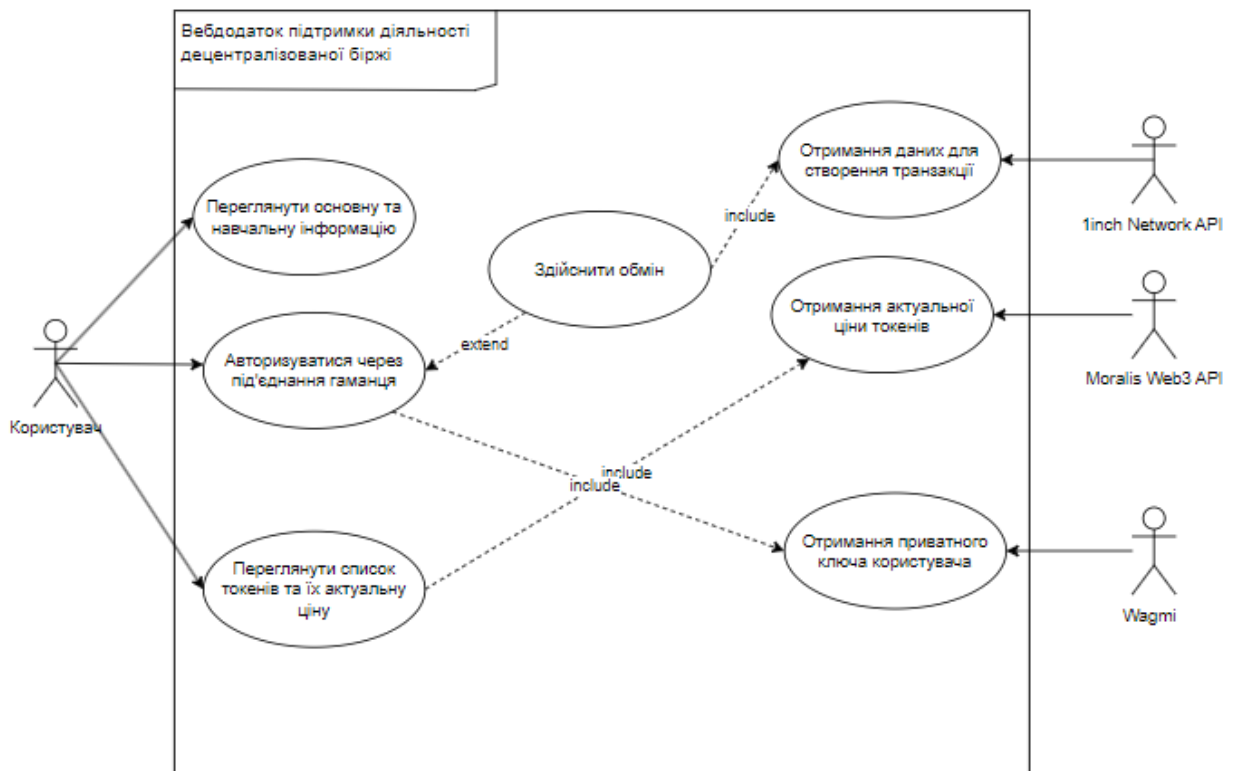 Вебдодаток підтримки діяльності
децентралізованої біржі
Отримання даних для
створення транзакції
1inch Network API
Переглянути основну та
навчальну інформацію
include
Здійснити обмін
Отримання актуальної
ціни токенів
Moralis Web3 API
extend
Авторизуватися через
під'єднання гаманця
Користувач
include
include
Переглянути список
токенів та їх актуальну
ціну
Отримання приватного
ключа користувача
Wagmi